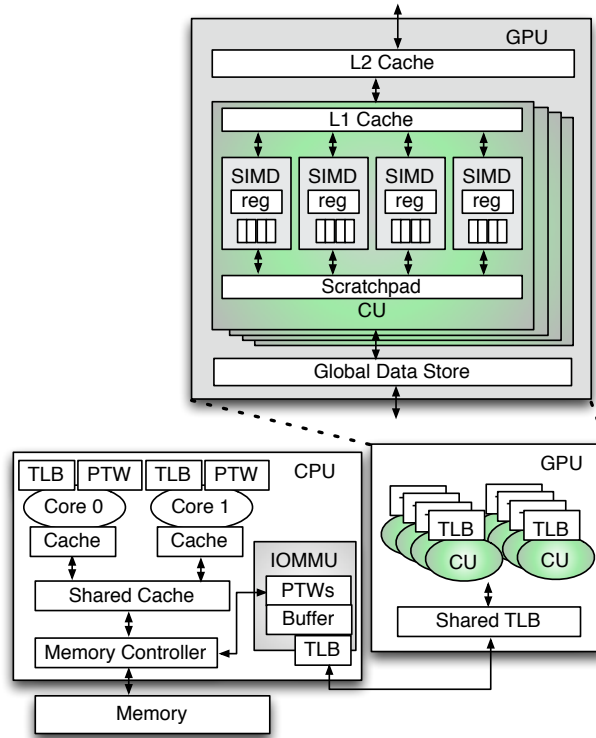 GPU
L2 Cache
L1 Cache
SIMD SIMD SIMD SIMD
reg reg reg reg
Scratchpad
CU
Global Data Store
TLB PTW TLB PTW CPU
Core 0 Core 1
Cache Cache
IOMMU
PTWs
Shared Cache
Buffer
Memory Controller
TLB
Memory
GPU
TLB TLB
CU CU
Shared TLB